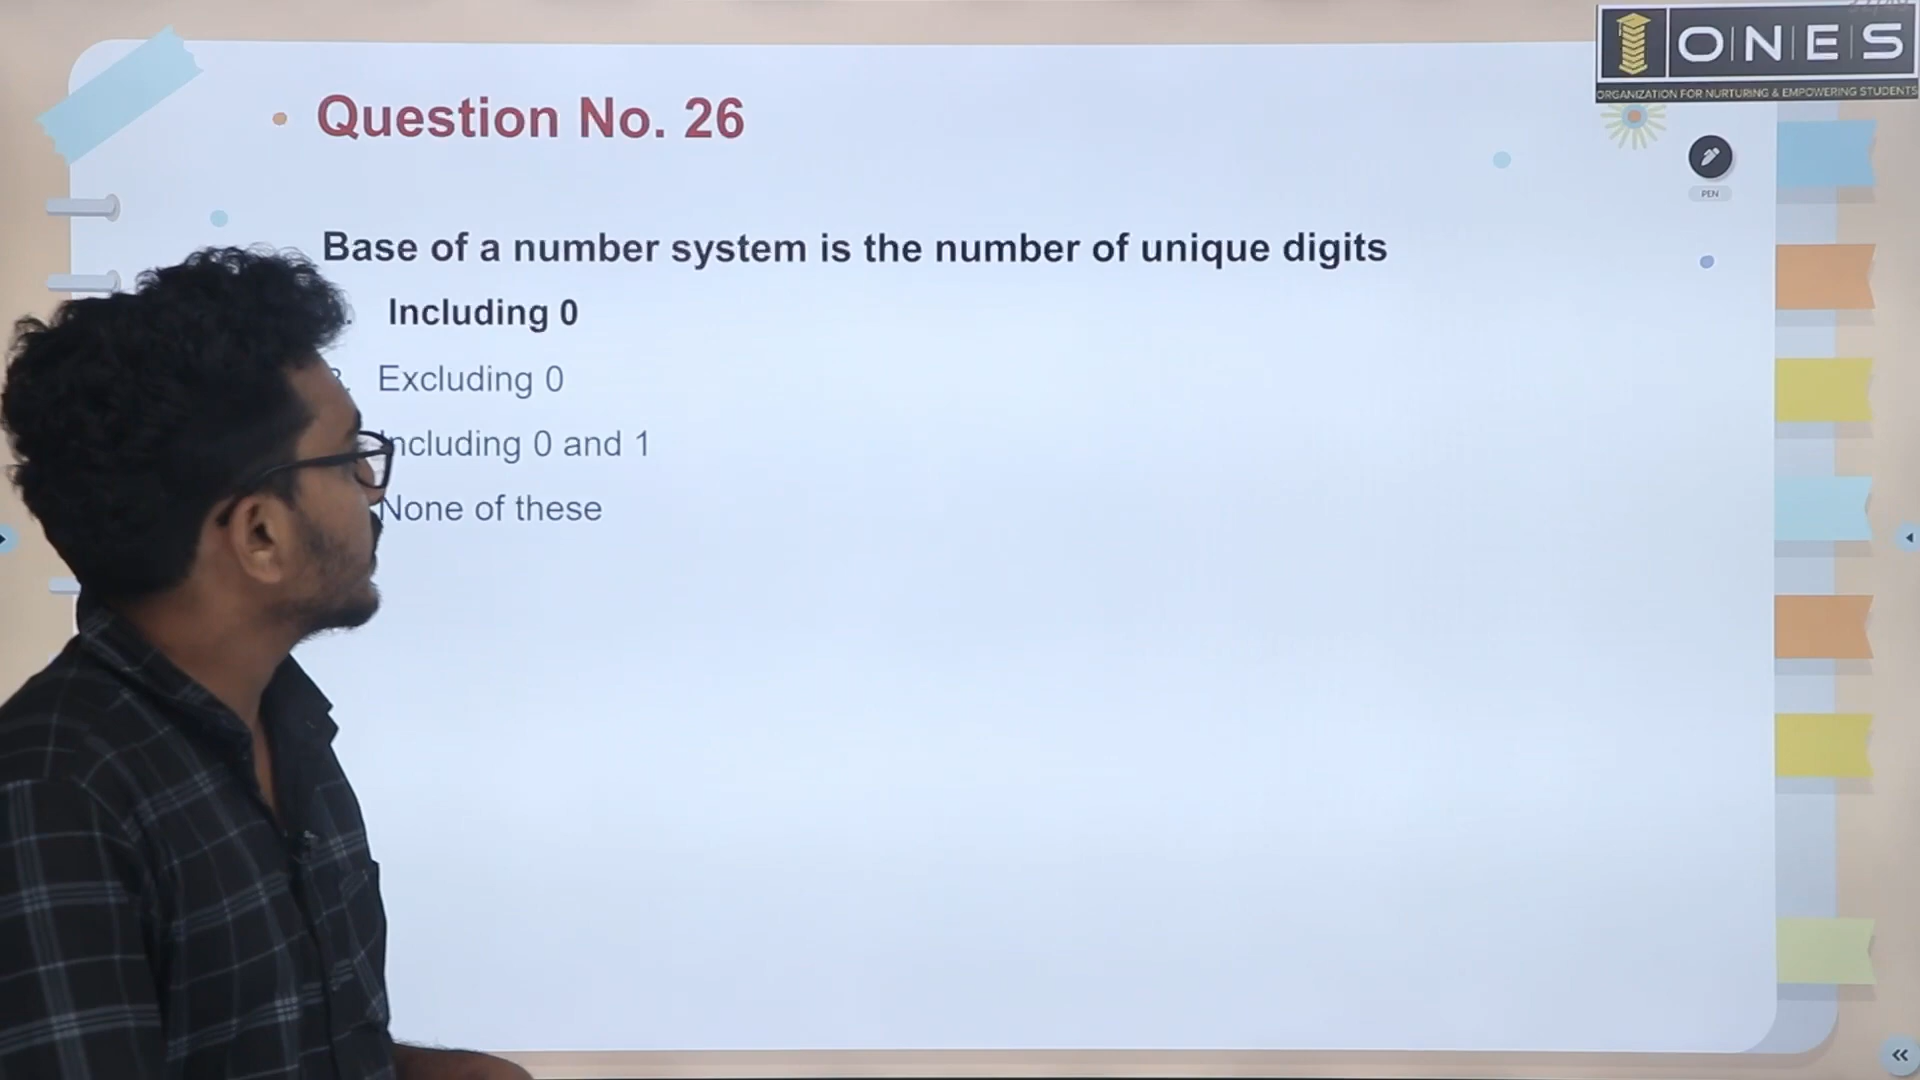 ONES
ORGANIZATION FOR NURTURING & EMPOWERING STUDENTS
Question No. 26
PEN
Base of a number system is the number of unique digits
Including 0
Excluding 0
Including 0 and 1
None of these